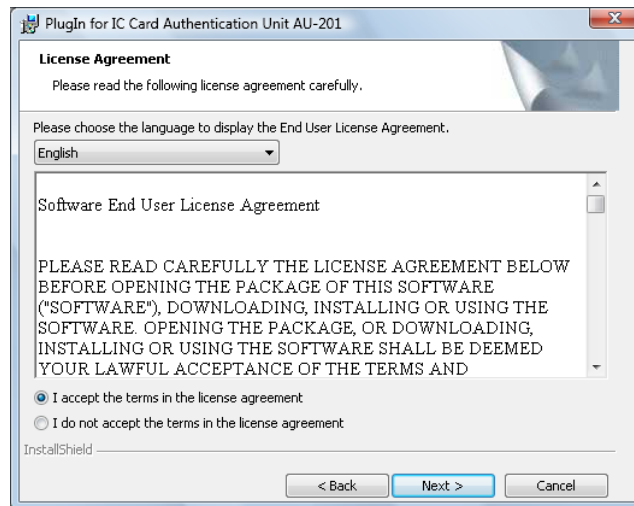 PlugIn for IC Card Authentication Unit AU-201
License Agreement
Please read the following license agreement carefully.
Please choose the language to display the End User License Agreement.
English
Software End User License Agreement
PLEASE READ CAREFULLY THE LICENSE AGREEMENT BELOW
BEFORE OPENING THE PACKAGE OF THIS SOFTWARE
("SOFTWARE"), DOWNLOADING, INSTALLING OR USING THE
SOFTWARE. OPENING THE PACKAGE, OR DOWNLOADING,
INSTALLING OR USING THE SOFTWARE SHALL BE DEEMED
YOUR LAWFUL ACCEPTANCE OF THE TERMS AND
I accept the terms in the license agreement
I do not accept the terms in the license agreement
InstallShield
< Back Next > Cancel